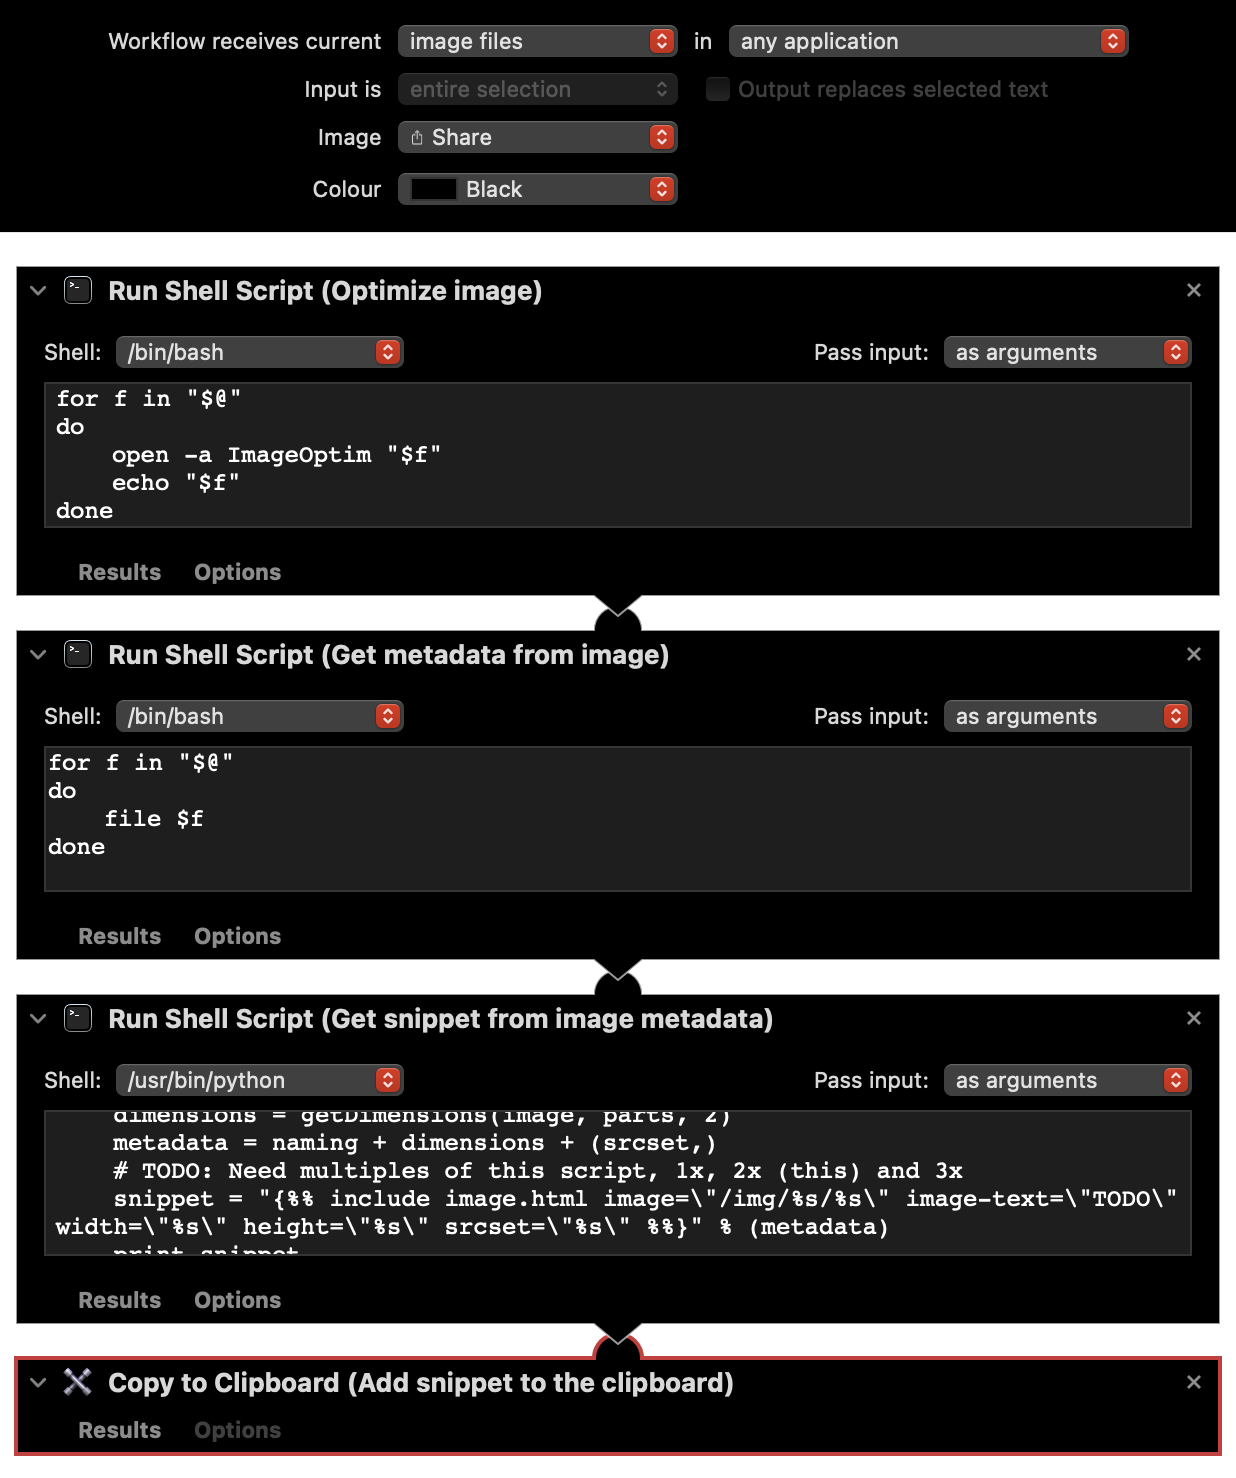 Workflow receives current image files in any application
Input is entire selection Output replaces selected text
Image Share
Colour Black
Run Shell Script (Optimize image)
Shell: /bin/bash Pass input: as arguments
for f in "$@"
do
open -a ImageOptim "$f"
echo "$f"
done
Results Options
Run Shell Script (Get metadata from image)
Shell: /bin/bash Pass input: as arguments
for f in "$@"
do
file $f
done
Results Options
Run Shell Script (Get snippet from image metadata)
Shell: /usr/bin/python Pass input: as arguments
dimensions = getDimensions(image, parts, 2)
metadata = naming + dimensions + (srcset,)
# TODO: Need multiples of this script, 1x, 2x (this) and 3x
snippet = "{%% include image.html image=\"/img/%s/%s\" image-text=\"TODO\"
width=\"%s\" height=\"%s\" srcset=\"%s\" %%}" % (metadata)
print snippet
Results Options
Copy to Clipboard (Add snippet to the clipboard)
Results Options